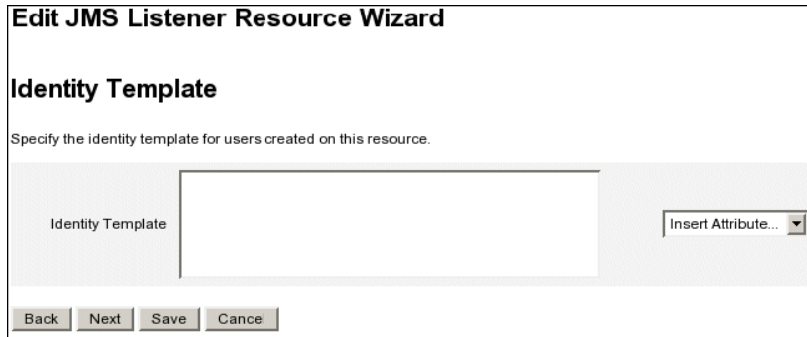 Edit JMS Listener Resource Wizard
Identity Template
Specify the identity template for users created on this resource.
Identity Template
Insert Attribute...
Back Next Save Cancel